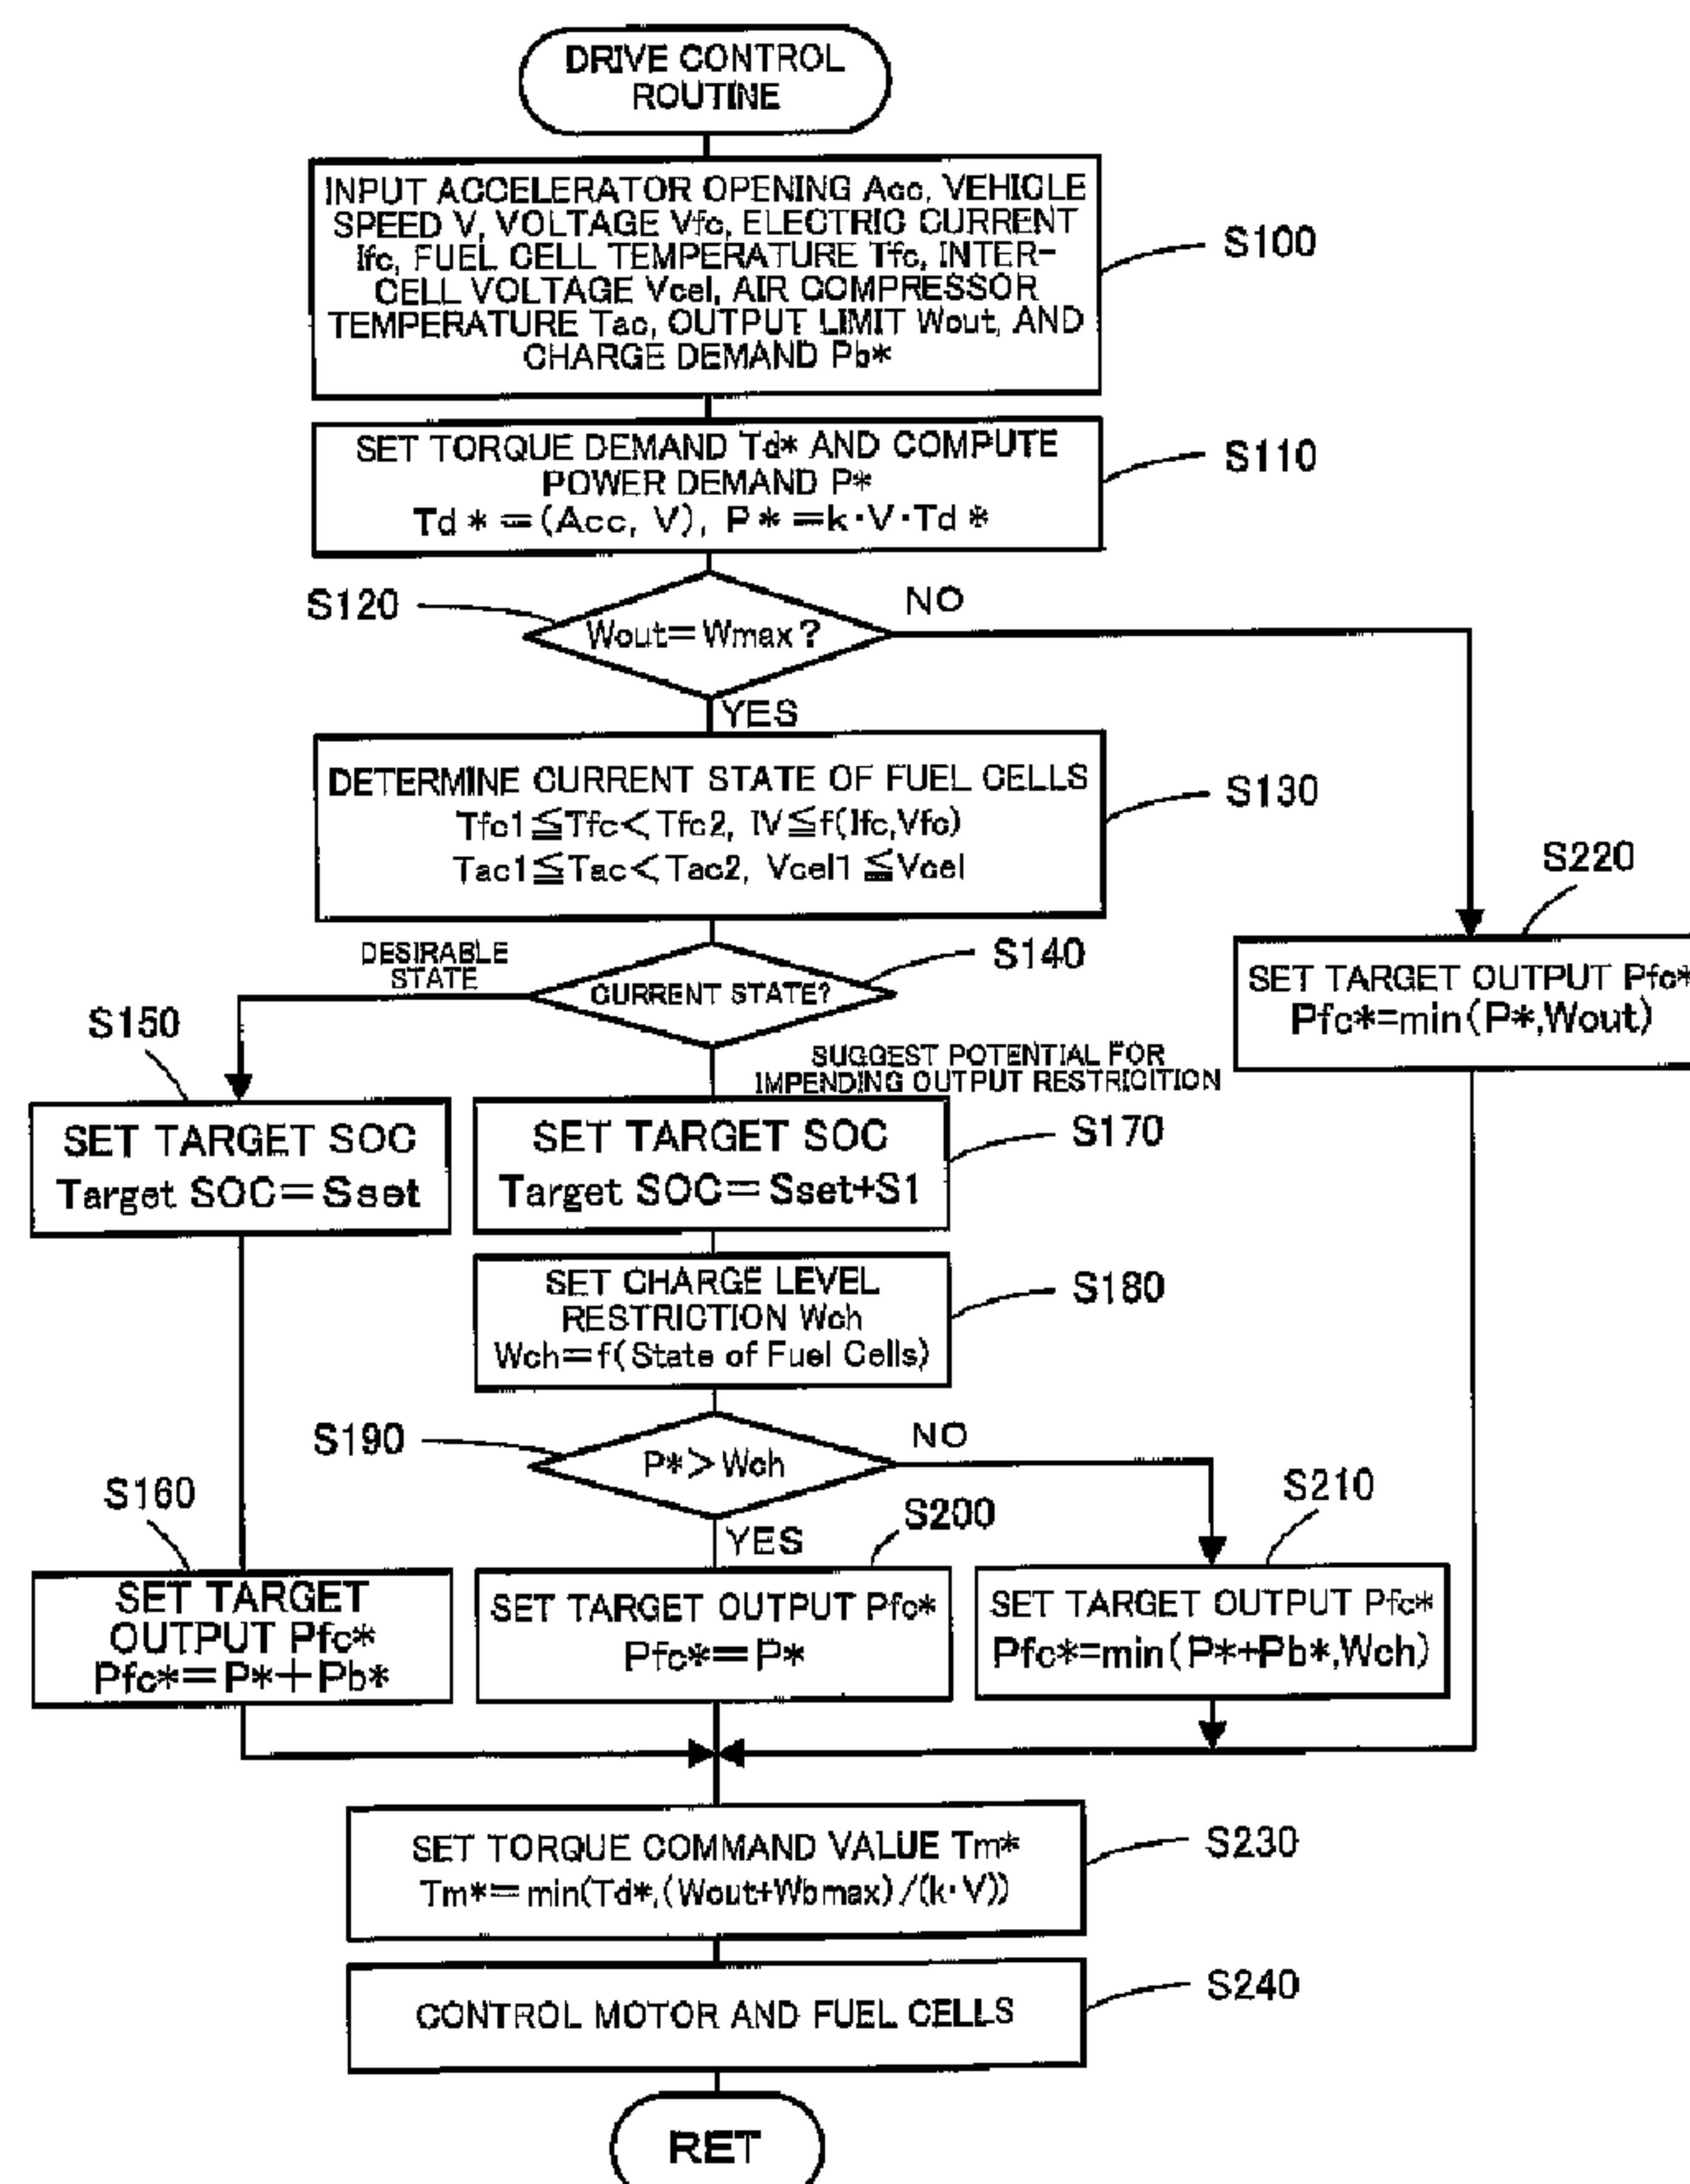 DRIVE CONTROL
ROUTINE
INPUT ACCELERATOR OPENING Acc, VEHICLE
SPEED V, VOLTAGE Vfc, ELECTRIC CURRENT
Ifc, FUEL CELL TEMPERATURE Tfc, INTER-
CELL VOLTAGE Vcel, AIR COMPRESSOR
TEMPERATURE Tac, OUTPUT LIMIT Wout, AND
CHARGE DEMAND Pb*
S100
SET TORQUE DEMAND Td* AND COMPUTE
POWER DEMAND P*
Td*=(Acc, V), P*=k·V·Td*
S110
S120
Wout=Wmax?
NO
YES
DETERMINE CURRENT STATE OF FUEL CELLS
Tfc1≦Tfc<Tfc2, IV≦f(Ifc,Vfc)
Tac1≦Tac<Tac2, Vcel1≦Vcel
S130
S220
SET TARGET OUTPUT Pfc*
Pfc*=min(P*,Wout)
DESIRABLE
STATE
CURRENT STATE?
S140
SUGGEST POTENTIAL FOR
IMPENDING OUTPUT RESTRICITION
S150
SET TARGET SOC
Target SOC=Sset
SET TARGET SOC
Target SOC=Sset+S1
S170
SET CHARGE LEVEL
RESTRICTION Wch
Wch=f(State of Fuel Cells)
S180
S190
P*>Wch
NO
YES
S160
SET TARGET
OUTPUT Pfc*
Pfc*=P*+Pb*
S200
SET TARGET OUTPUT Pfc*
Pfc*=P*
S210
SET TARGET OUTPUT Pfc*
Pfc*=min(P*+Pb*,Wch)
SET TORQUE COMMAND VALUE Tm*
Tm*=min(Td*,(Wout+Wbmax)/(k·V))
S230
CONTROL MOTOR AND FUEL CELLS
S240
RET